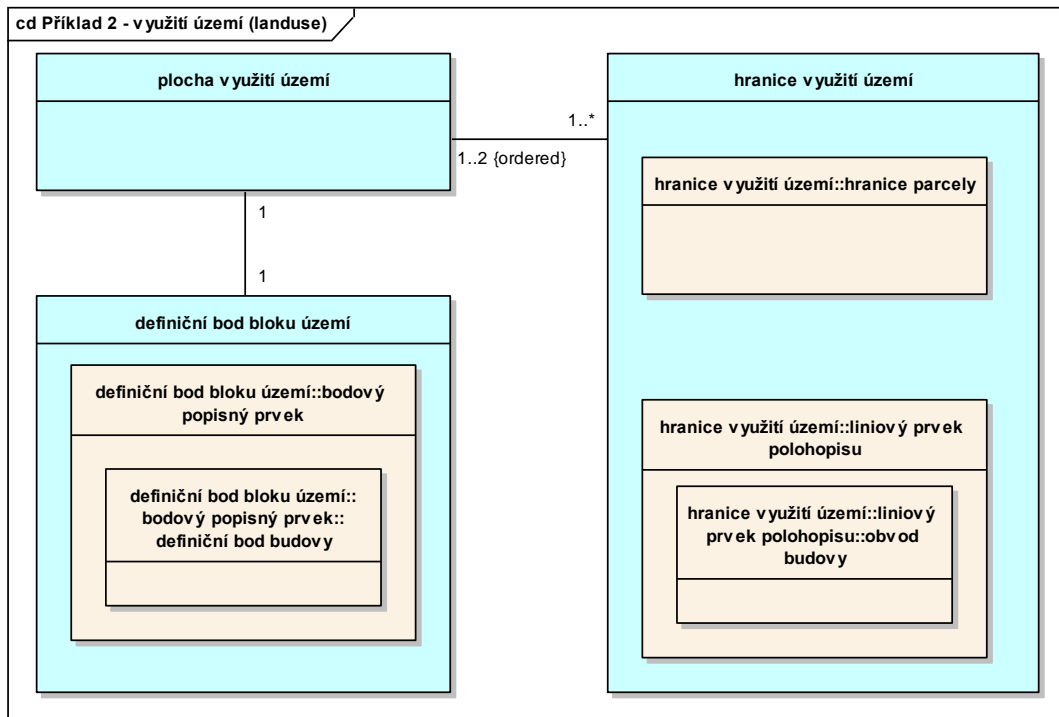 cd Příklad 2 - využití území (landuse)
plocha využití území
hranice využití území
1..*
1..2 {ordered}
hranice využití území::hranice parcely
1
1
definiční bod bloku území
definiční bod bloku území::bodový
popisný prvek
definiční bod bloku území::
bodový popisný prvek::
definiční bod budovy
hranice využití území::liniový prvek
polohopisu
hranice využití území::liniový
prvek polohopisu::obvod
budovy